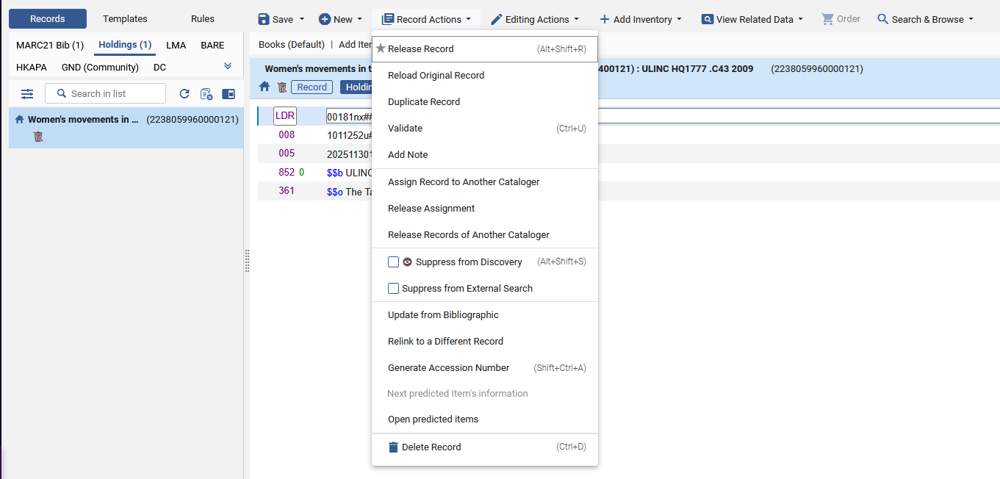 Records Templates Rules Save New Record Actions Editing Actions Add Inventory View Related Data Order Search & Browse
MARC21 Bib (1) Holdings (1) LMA BARE
HKAPA GND (Community) DC
Search in list
Women's movements in ... (2238059960000121)
Books (Default) | Add
Women's movements in 400121) : ULINC HQ1777 .C43 2009 (2238059960000121)
Record
LDR 00181nx##
008 1011252u#
005 202511301
852 0 $$b ULINC
361 $$o The
Release Record (Alt+Shift+R)
Reload Original Record
Duplicate Record
Validate (Ctrl+U)
Add Note
Assign Record to Another Cataloger
Release Assignment
Release Records of Another Cataloger
Suppress from Discovery (Alt+Shift+S)
Suppress from External Search
Update from Bibliographic
Relink to a Different Record
Generate Accession Number (Shift+Ctrl+A)
Next predicted Item's information
Open predicted items
Delete Record (Ctrl+D)